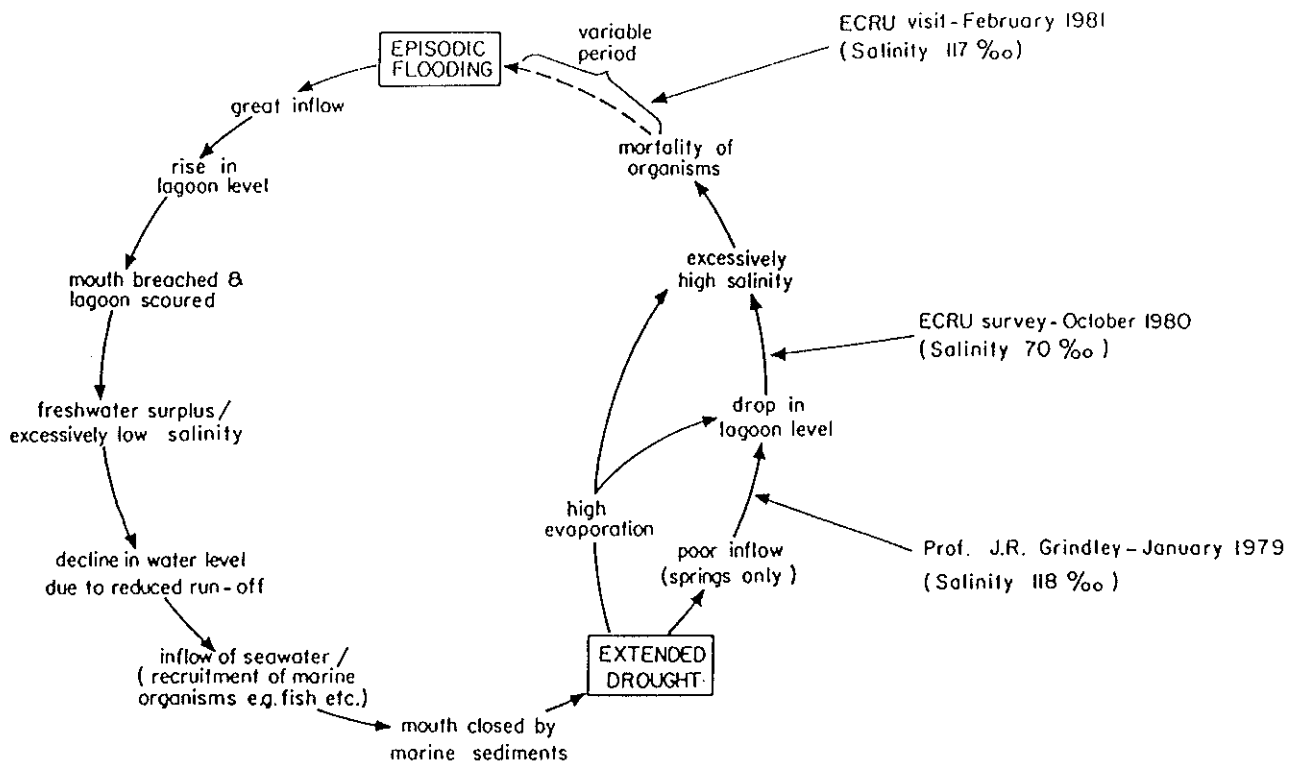 ECRU visit-February 1981
(Salinity 117 ‰)
variable
period
EPISODIC
FLOODING
great inflow
mortality of
organisms
rise in
lagoon level
excessively
high salinity
mouth breached &
lagoon scoured
ECRU survey-October 1980
(Salinity 70 ‰)
drop in
lagoon level
freshwater surplus/
excessively low salinity
high
evaporation
poor inflow
(springs only)
Prof. J.R. Grindley-January 1979
(Salinity 118 ‰)
decline in water level
due to reduced run-off
inflow of seawater/
(recruitment of marine
organisms e.g. fish etc.)
EXTENDED
DROUGHT
mouth closed by
marine sediments